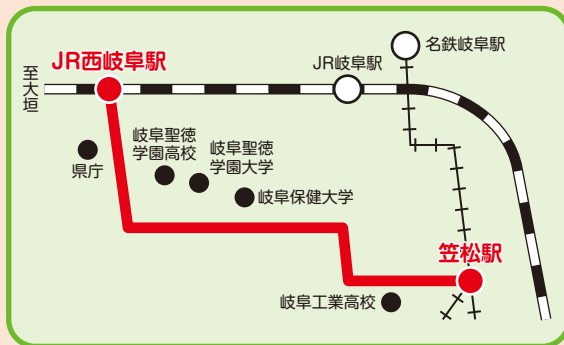 名鉄岐阜駅
JR西岐阜駅
JR岐阜駅
至大垣
岐阜聖徳
学園高校
岐阜聖徳
学園大学
県庁
岐阜保健大学
笠松駅
岐阜工業高校